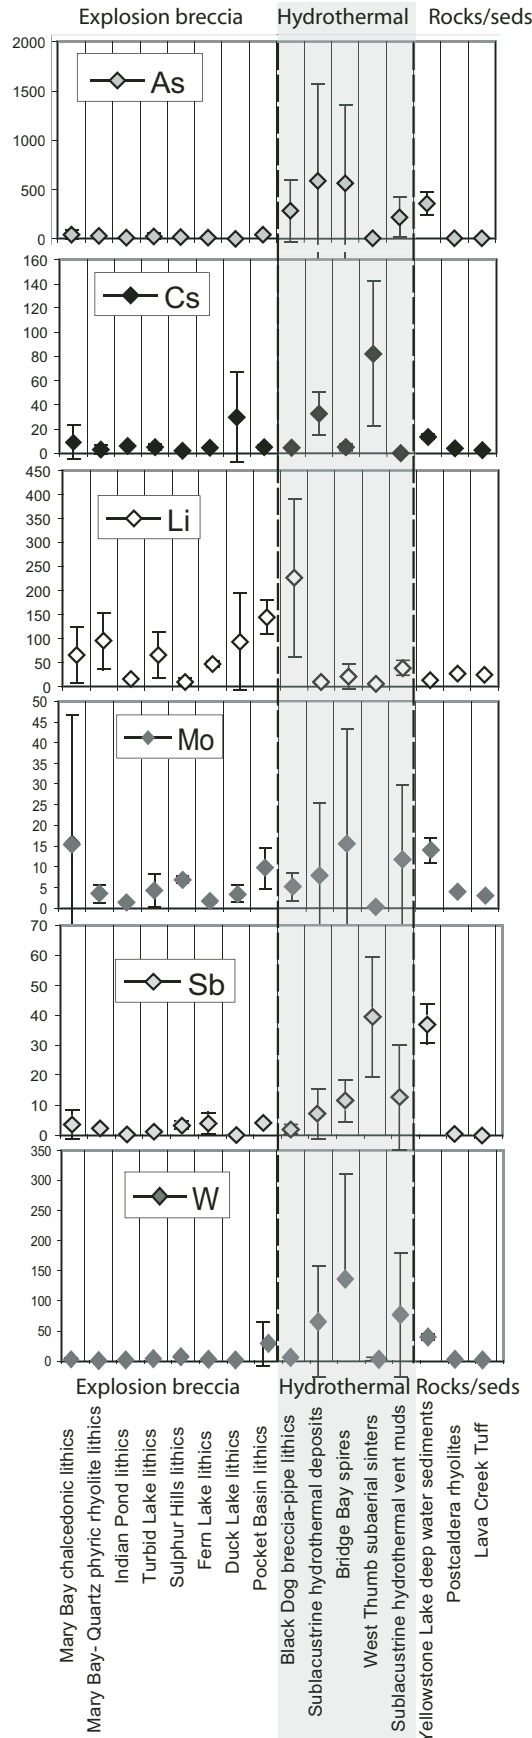 Explosion breccia
Hydrothermal
Rocks/seds
2000
1000
500
0
As
160
140
120
100
80
60
40
20
0
Cs
450
400
350
300
250
200
150
100
50
0
Li
50
45
40
35
30
25
20
15
10
5
0
Mo
70
60
50
40
30
20
10
0
Sb
350
300
250
200
150
100
50
0
W
Explosion breccia
Hydrothermal
Rocks/seds
Mary Bay chalcedonic lithics
Mary Bay- Quartz phyric rhyolite lithics
Indian Pond lithics
Turbid Lake lithics
Sulphur Hills lithics
Fern Lake lithics
Duck Lake lithics
Pocket Basin lithics
Black Dog breccia-pipe lithics
Sublacustrine hydrothermal deposits
Bridge Bay spires
West Thumb subaerial sinters
Sublacustrine hydrothermal vent muds
Yellowstone Lake deep water sediments
Postcaldera rhyolites
Lava Creek Tuff